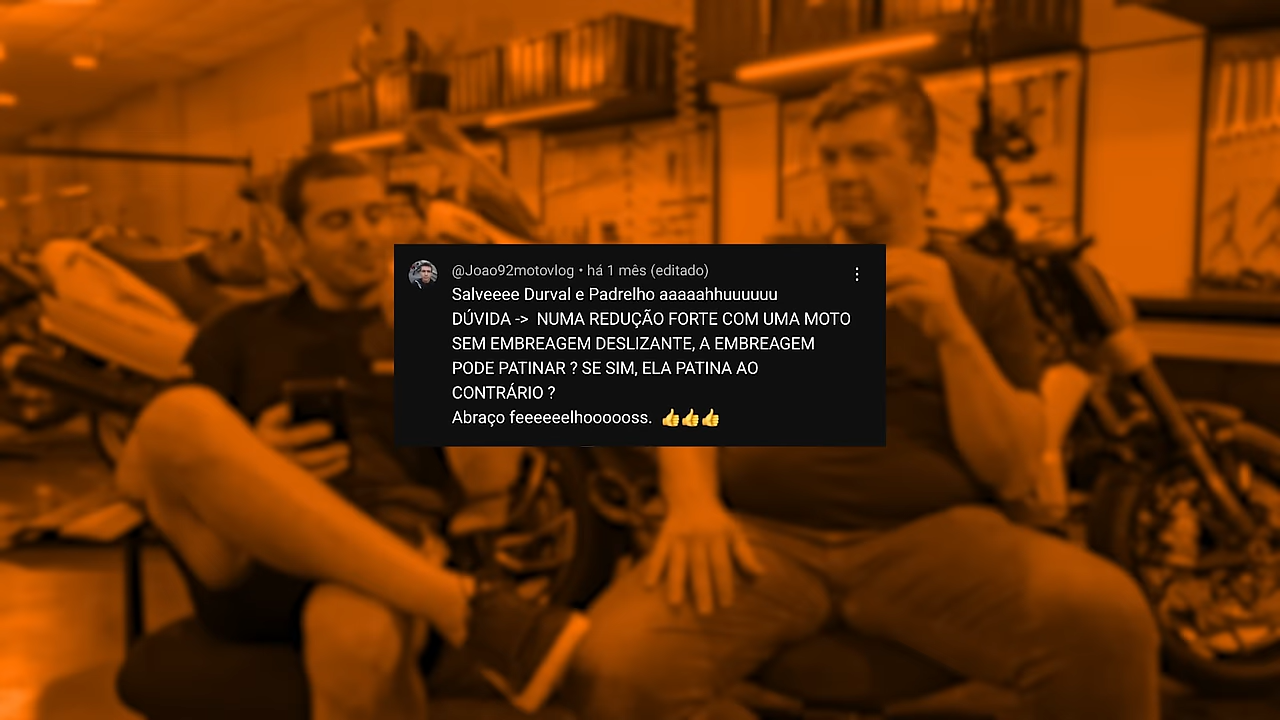 @Joao92motovlog • há 1 mês (editado)
Salveeee Durval e Padrelho aaaaahhuuuuuu
DÚVIDA -> NUMA REDUÇÃO FORTE COM UMA MOTO
SEM EMBREAGEM DESLIZANTE, A EMBREAGEM
PODE PATINAR ? SE SIM, ELA PATINA AO
CONTRÁRIO ?
Abraço feeeeeelhoooooss. 👍👍👍